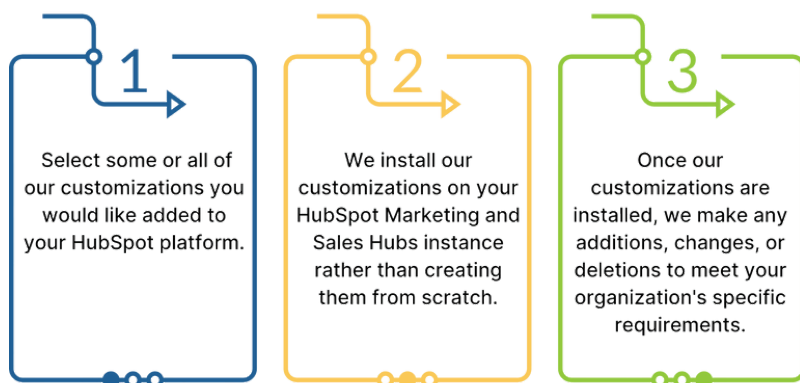 1
Select some or all of
our customizations you
would like added to
your HubSpot platform.
2
We install our
customizations on your
HubSpot Marketing and
Sales Hubs instance
rather than creating
them from scratch.
3
Once our
customizations are
installed, we make any
additions, changes, or
deletions to meet your
organization's specific
requirements.